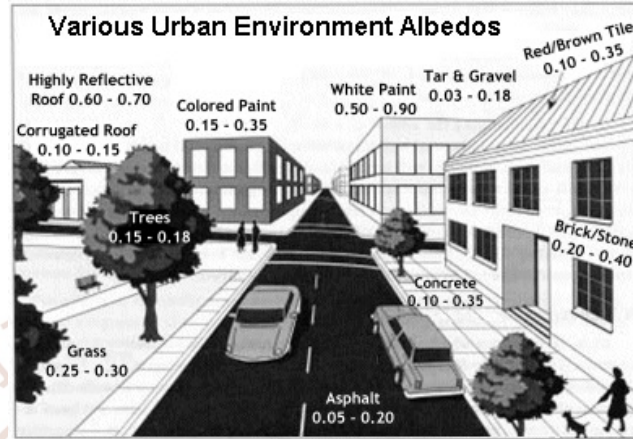 Various Urban Environment Albedos
Highly Reflective
Roof 0.60 - 0.70
Corrugated Roof
0.10 - 0.15
Colored Paint
0.15 - 0.35
White Paint
0.50 - 0.90
Tar & Gravel
0.03 - 0.18
Red/Brown Tile
0.10 - 0.35
Trees
0.15 - 0.18
Brick/Stone
0.20 - 0.40
Concrete
0.10 - 0.35
Grass
0.25 - 0.30
Asphalt
0.05 - 0.20